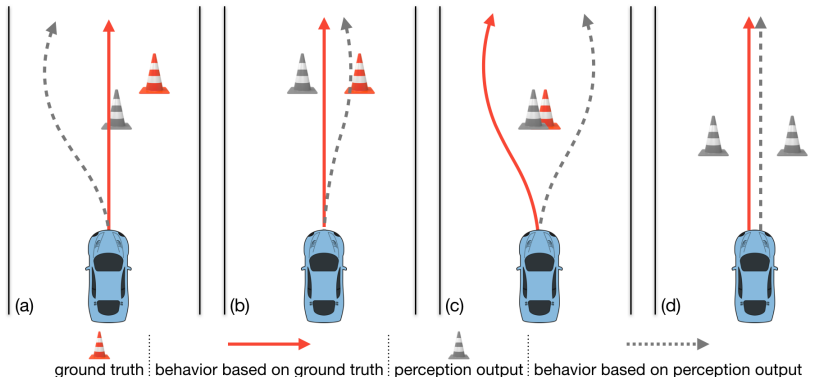 (a)
(b)
(c)
(d)
ground truth behavior based on ground truth perception output behavior based on perception output